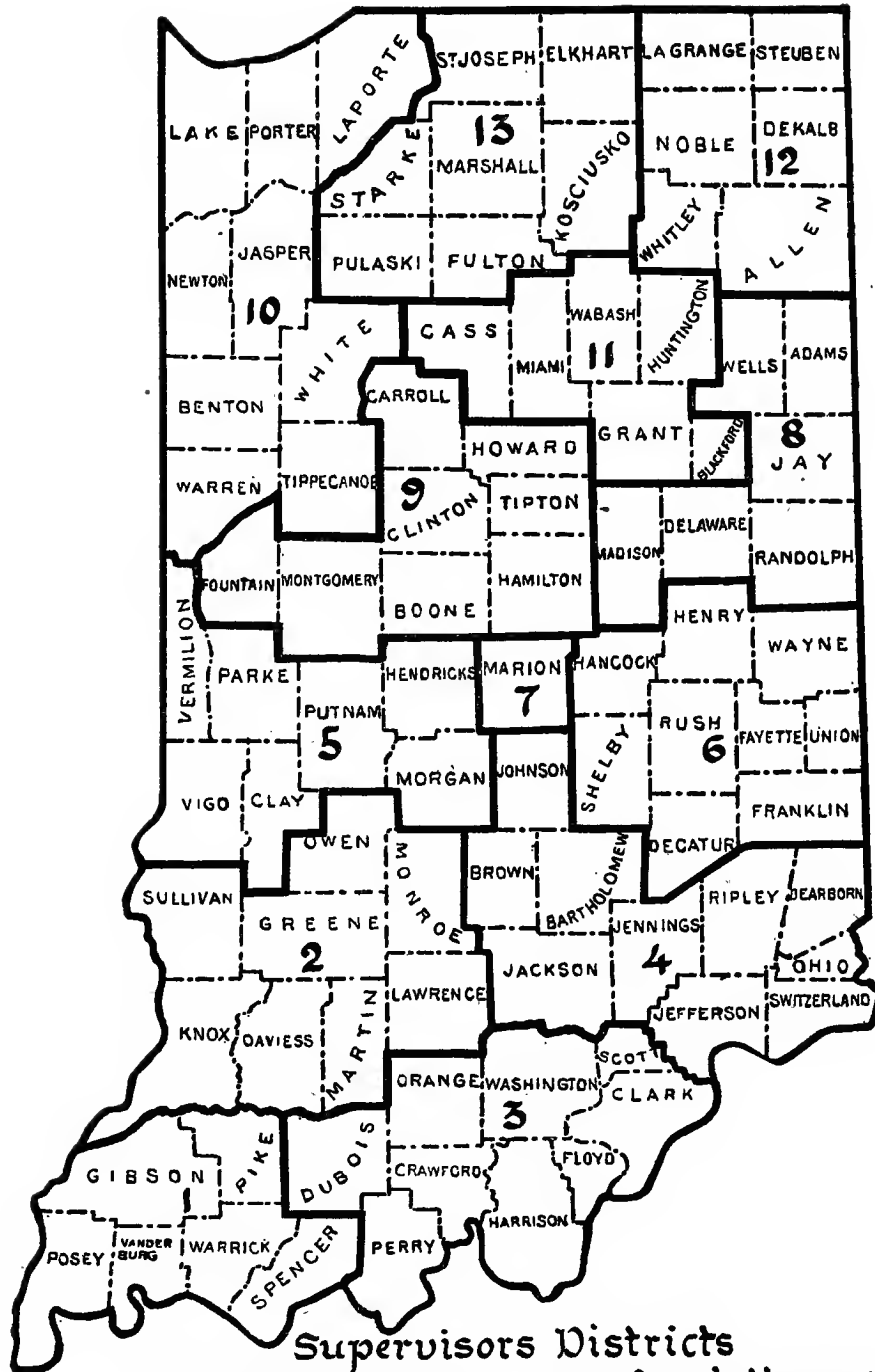 ST JOSEPH
ELKHART
LAGRANGE
STEUBEN
LAKE
PORTER
LAPORTE
STARKE
13
MARSHALL
KOSCIUSKO
NOBLE
DEKALB
12
WHITLEY
ALLEN
NEWTON
JASPER
10
PULASKI
FULTON
WHITE
CASS
MIAMI
WABASH
11
HUNTINGTON
WELLS
ADAMS
BENTON
CARROLL
HOWARD
GRANT
BLACKFORD
8
JAY
WARREN
TIPPECANOE
9
CLINTON
TIPTON
MADISON
DELAWARE
RANDOLPH
FOUNTAIN
MONTGOMERY
BOONE
HAMILTON
HENRY
WAYNE
VERMILION
PARKE
PUTNAM
5
HENDRICKS
MARION
7
HANCOCK
RUSH
6
FAYETTE
UNION
VIGO
CLAY
MORGAN
JOHNSON
SHELBY
FRANKLIN
OWEN
MONROE
BROWN
BARTHOLOMEW
DECATUR
SULLIVAN
GREENE
2
JENNINGS
4
RIPLEY
DEARBORN
OHIO
KNOX
DAVIESS
MARTIN
LAWRENCE
JACKSON
JEFFERSON
SWITZERLAND
ORANGE
WASHINGTON
3
SCOTT
CLARK
GIBSON
1
PIKE
DUBOIS
CRAWFORD
FLOYD
HARRISON
POSEY
VANDER
BURG
WARRICK
SPENCER
PERRY
Supervisors Districts